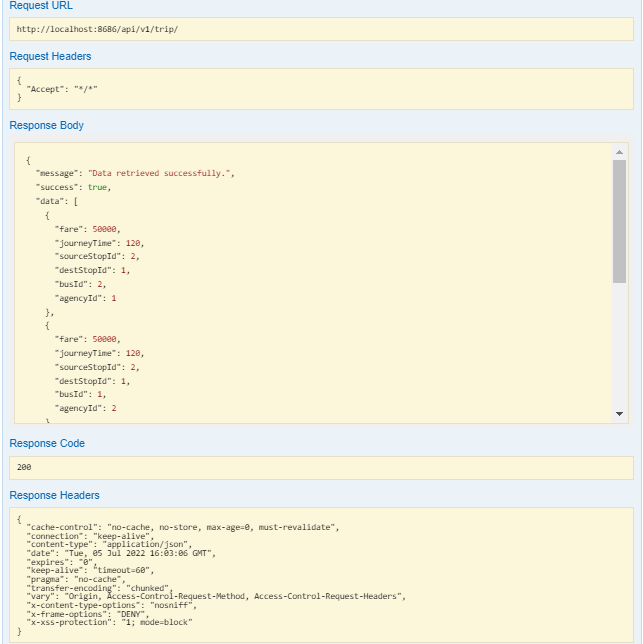 Request URL
http://localhost:8686/api/v1/trip/
Request Headers
{
"Accept": "*/*"
}
Response Body
{
"message": "Data retrieved successfully.",
"success": true,
"data": [
{
"fare": 50000,
"journeyTime": 120,
"sourceStopId": 2,
"destStopId": 1,
"busId": 2,
"agencyId": 1
},
{
"fare": 50000,
"journeyTime": 120,
"sourceStopId": 2,
"destStopId": 1,
"busId": 1,
"agencyId": 2
}
Response Code
200
Response Headers
{
"cache-control": "no-cache, no-store, max-age=0, must-revalidate",
"connection": "keep-alive",
"content-type": "application/json",
"date": "Tue, 05 Jul 2022 16:03:06 GMT",
"expires": "0",
"keep-alive": "timeout=60",
"pragma": "no-cache",
"transfer-encoding": "chunked",
"vary": "Origin, Access-Control-Request-Method, Access-Control-Request-Headers",
"x-content-type-options": "nosniff",
"x-frame-options": "DENY",
"x-xss-protection": "1; mode=block"
}